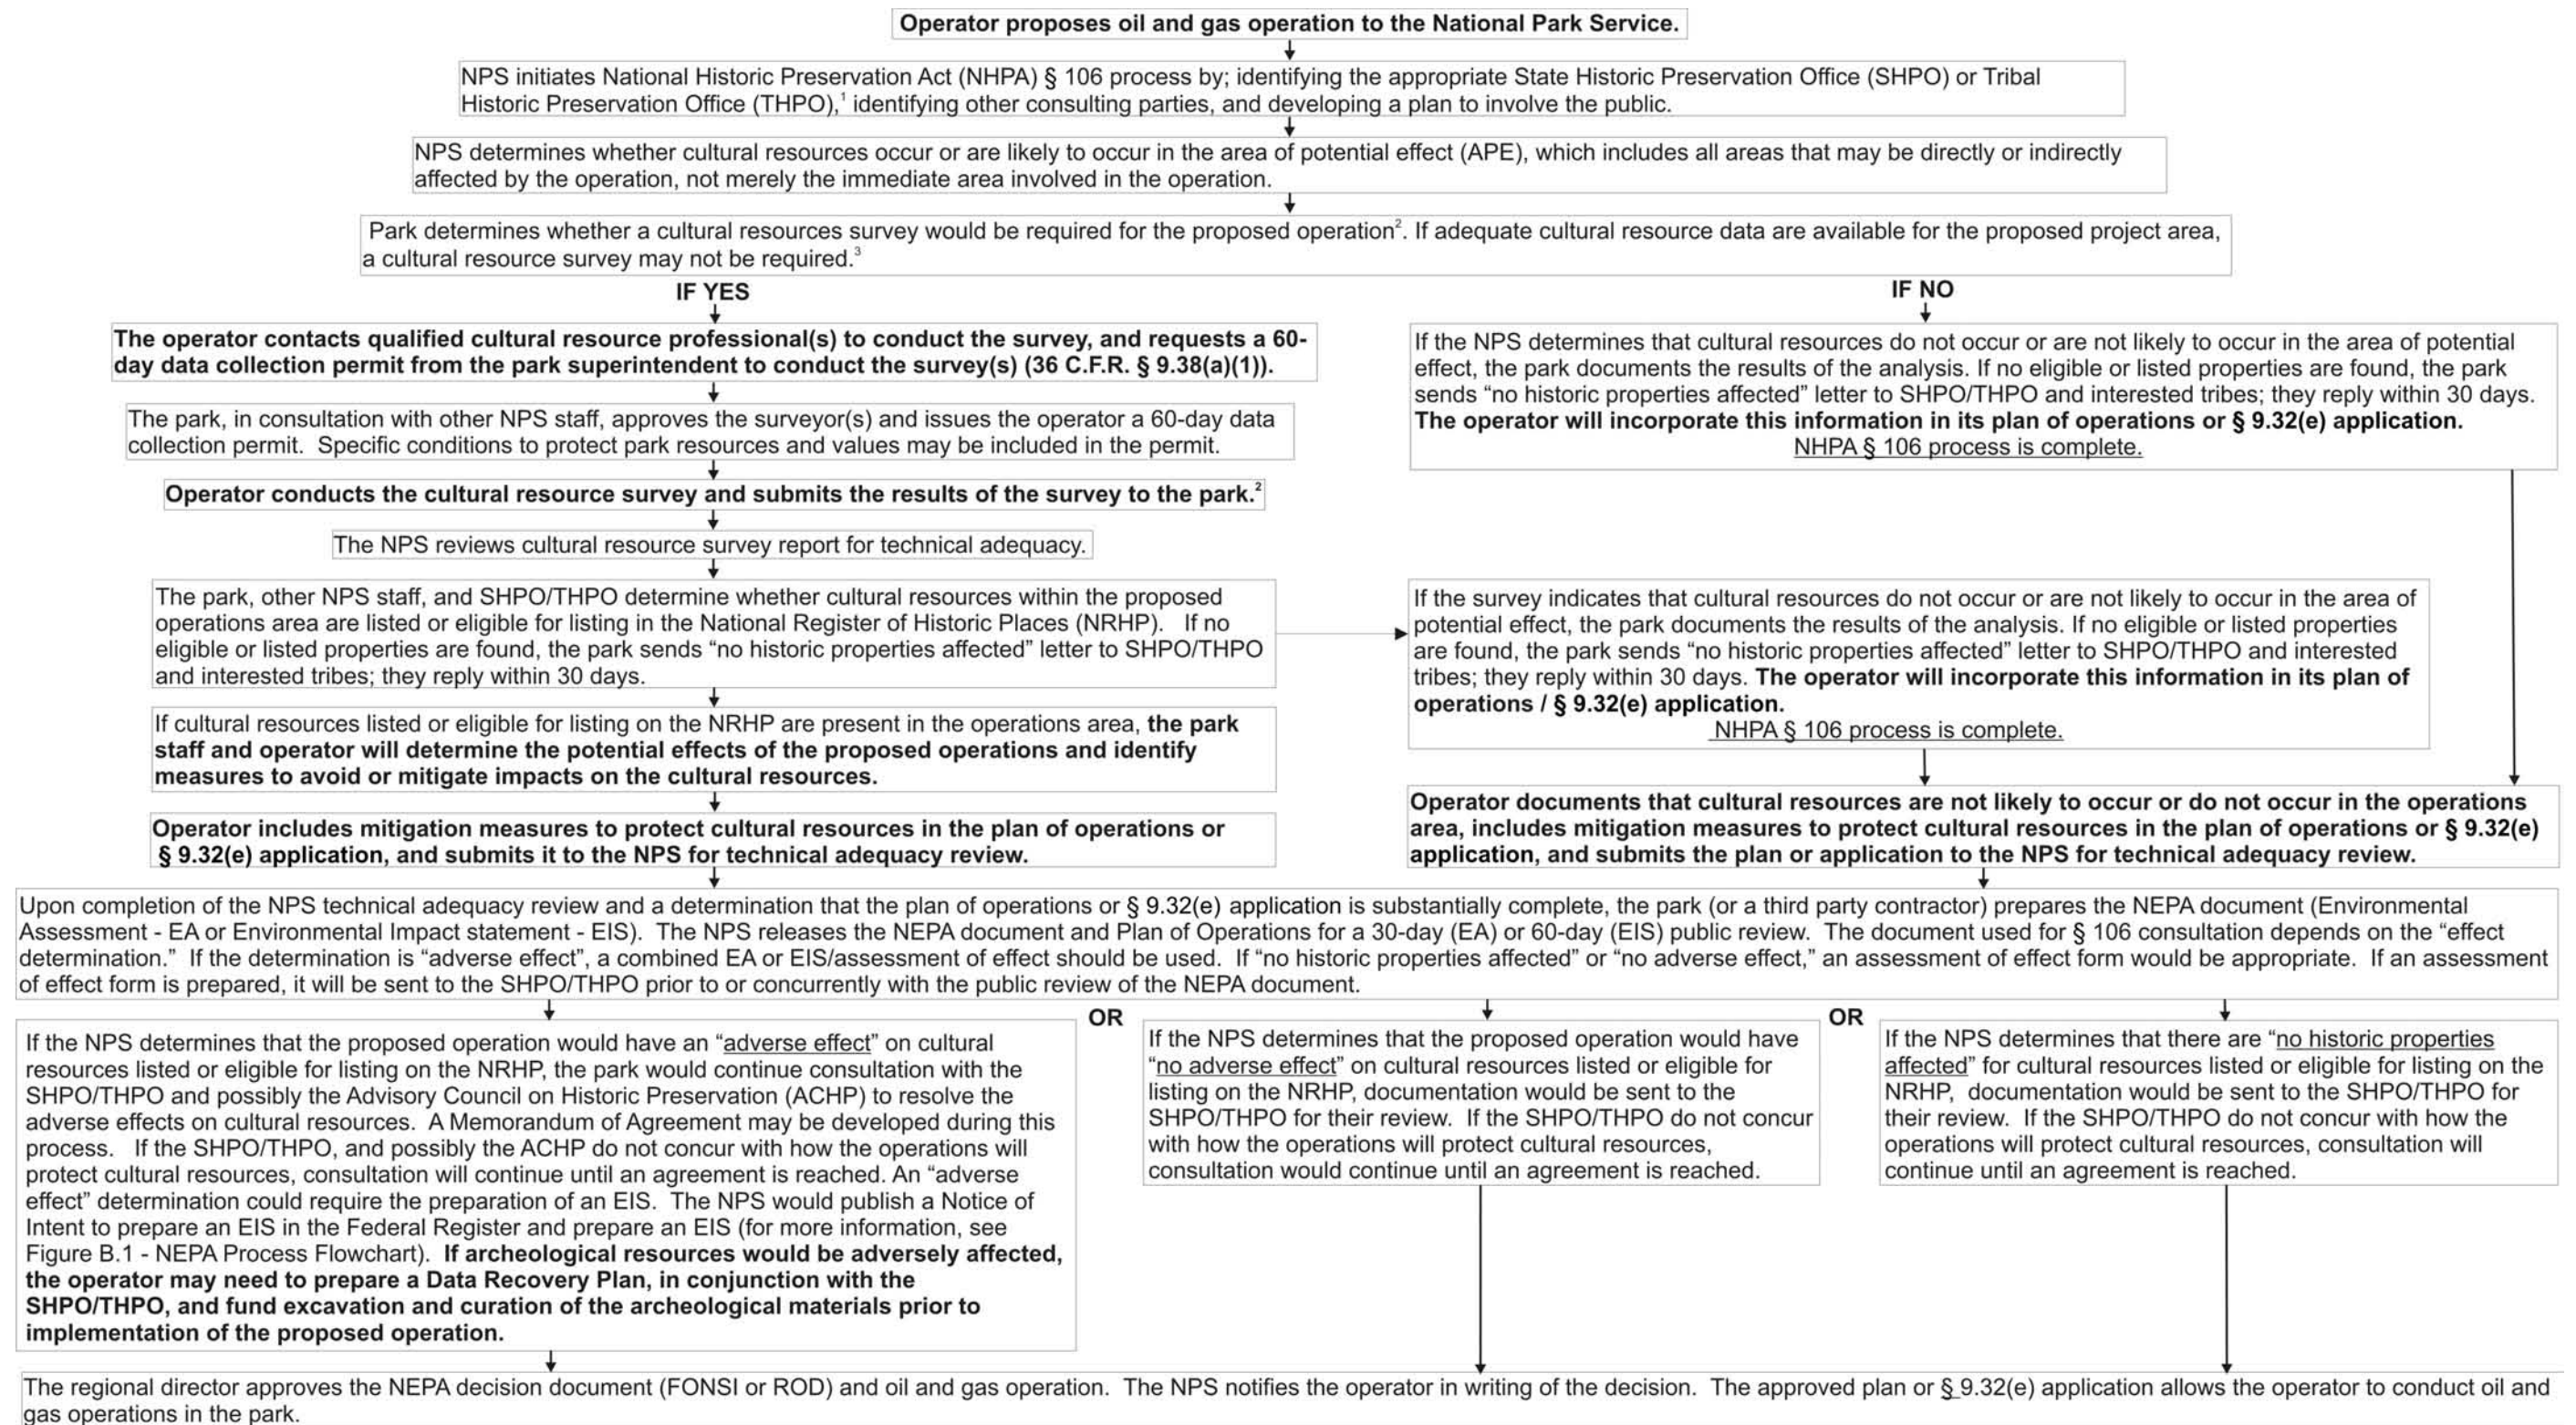 Operator proposes oil and gas operation to the National Park Service.
NPS initiates National Historic Preservation Act (NHPA) § 106 process by; identifying the appropriate State Historic Preservation Office (SHPO) or Tribal
Historic Preservation Office (THPO),¹ identifying other consulting parties, and developing a plan to involve the public.
NPS determines whether cultural resources occur or are likely to occur in the area of potential effect (APE), which includes all areas that may be directly or indirectly
affected by the operation, not merely the immediate area involved in the operation.
Park determines whether a cultural resources survey would be required for the proposed operation². If adequate cultural resource data are available for the proposed project area,
a cultural resource survey may not be required.³
IF YES
The operator contacts qualified cultural resource professional(s) to conduct the survey, and requests a 60-
day data collection permit from the park superintendent to conduct the survey(s) (36 C.F.R. § 9.38(a)(1)).
The park, in consultation with other NPS staff, approves the surveyor(s) and issues the operator a 60-day data
collection permit. Specific conditions to protect park resources and values may be included in the permit.
Operator conducts the cultural resource survey and submits the results of the survey to the park.²
The NPS reviews cultural resource survey report for technical adequacy.
The park, other NPS staff, and SHPO/THPO determine whether cultural resources within the proposed
operations area are listed or eligible for listing in the National Register of Historic Places (NRHP). If no
eligible or listed properties are found, the park sends “no historic properties affected” letter to SHPO/THPO
and interested tribes; they reply within 30 days.
If cultural resources listed or eligible for listing on the NRHP are present in the operations area, the park
staff and operator will determine the potential effects of the proposed operations and identify
measures to avoid or mitigate impacts on the cultural resources.
Operator includes mitigation measures to protect cultural resources in the plan of operations or
§ 9.32(e) application, and submits it to the NPS for technical adequacy review.
IF NO
If the NPS determines that cultural resources do not occur or are not likely to occur in the area of potential
effect, the park documents the results of the analysis. If no eligible or listed properties are found, the park
sends “no historic properties affected” letter to SHPO/THPO and interested tribes; they reply within 30 days.
The operator will incorporate this information in its plan of operations or § 9.32(e) application.
NHPA § 106 process is complete.
If the survey indicates that cultural resources do not occur or are not likely to occur in the area of
potential effect, the park documents the results of the analysis. If no eligible or listed properties
are found, the park sends “no historic properties affected” letter to SHPO/THPO and interested
tribes; they reply within 30 days. The operator will incorporate this information in its plan of
operations / § 9.32(e) application.
NHPA § 106 process is complete.
Operator documents that cultural resources are not likely to occur or do not occur in the operations
area, includes mitigation measures to protect cultural resources in the plan of operations or § 9.32(e)
application, and submits the plan or application to the NPS for technical adequacy review.
Upon completion of the NPS technical adequacy review and a determination that the plan of operations or § 9.32(e) application is substantially complete, the park (or a third party contractor) prepares the NEPA document (Environmental
Assessment - EA or Environmental Impact statement - EIS). The NPS releases the NEPA document and Plan of Operations for a 30-day (EA) or 60-day (EIS) public review. The document used for § 106 consultation depends on the “effect
determination.” If the determination is “adverse effect”, a combined EA or EIS/assessment of effect should be used. If “no historic properties affected” or “no adverse effect,” an assessment of effect form would be appropriate. If an assessment
of effect form is prepared, it will be sent to the SHPO/THPO prior to or concurrently with the public review of the NEPA document.
If the NPS determines that the proposed operation would have an “adverse effect” on cultural
resources listed or eligible for listing on the NRHP, the park would continue consultation with the
SHPO/THPO and possibly the Advisory Council on Historic Preservation (ACHP) to resolve the
adverse effects on cultural resources. A Memorandum of Agreement may be developed during this
process. If the SHPO/THPO, and possibly the ACHP do not concur with how the operations will
protect cultural resources, consultation will continue until an agreement is reached. An “adverse
effect” determination could require the preparation of an EIS. The NPS would publish a Notice of
Intent to prepare an EIS in the Federal Register and prepare an EIS (for more information, see
Figure B.1 - NEPA Process Flowchart). If archeological resources would be adversely affected,
the operator may need to prepare a Data Recovery Plan, in conjunction with the
SHPO/THPO, and fund excavation and curation of the archeological materials prior to
implementation of the proposed operation.
OR
If the NPS determines that the proposed operation would have
“no adverse effect” on cultural resources listed or eligible for
listing on the NRHP, documentation would be sent to the
SHPO/THPO for their review. If the SHPO/THPO do not concur
with how the operations will protect cultural resources,
consultation would continue until an agreement is reached.
OR
If the NPS determines that there are “no historic properties
affected” for cultural resources listed or eligible for listing on the
NRHP, documentation would be sent to the SHPO/THPO for
their review. If the SHPO/THPO do not concur with how the
operations will protect cultural resources, consultation will
continue until an agreement is reached.
The regional director approves the NEPA decision document (FONSI or ROD) and oil and gas operation. The NPS notifies the operator in writing of the decision. The approved plan or § 9.32(e) application allows the operator to conduct oil and
gas operations in the park.